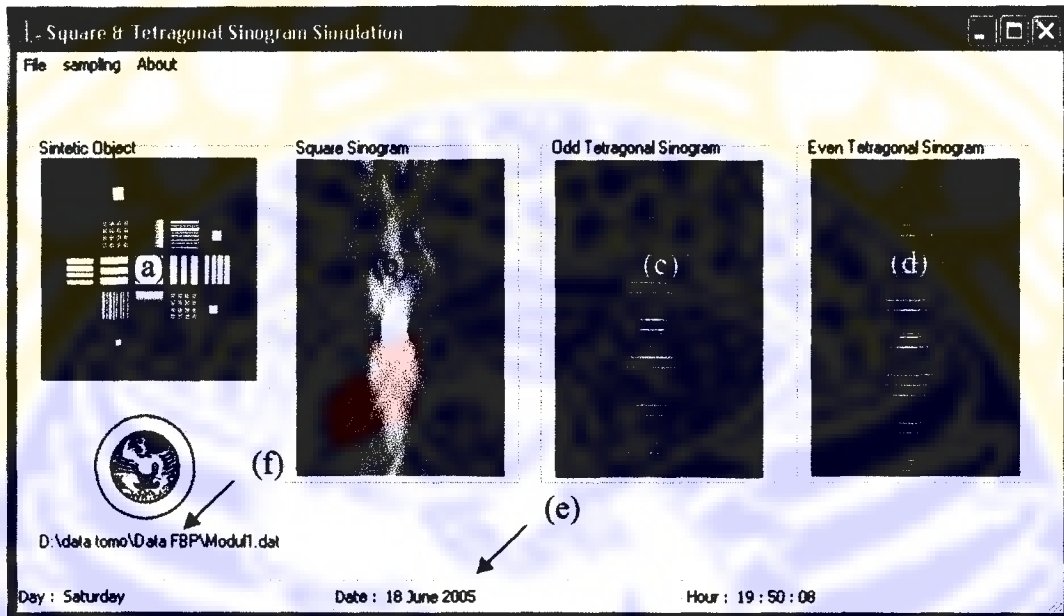 Square & Tetragonal Sinogram Simulation
File sampling About
Sintetic Object
Square Sinogram
Odd Tetragonal Sinogram
Even Tetragonal Sinogram
a
(c)
(d)
(f)
(e)
D:\data tomo\Data FBP\Modul1.dat
Day : Saturday
Date : 18 June 2005
Hour : 19 : 50 : 08